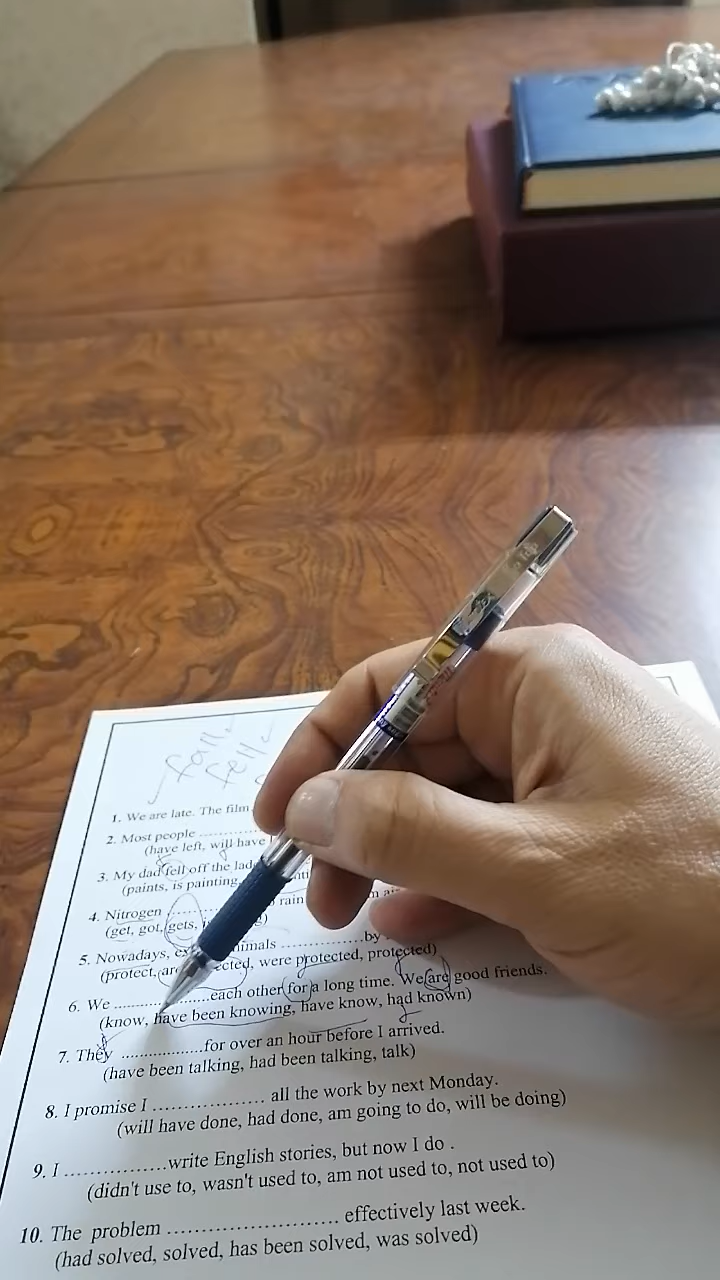 fall
fell
1. We are late. The film
2. Most people ............
(have left, will have
3. My dad fell off the lad
(paints, is painting,
4. Nitrogen ......... rain
(get, got, gets,
5. Nowadays, animals ...............by
(protect, cted, were protected, protected)
6. We ......................each other for a long time. We are good friends.
(know, have been knowing, have know, had known)
7. They ..................for over an hour before I arrived.
(have been talking, had been talking, talk)
8. I promise I .................. all the work by next Monday.
(will have done, had done, am going to do, will be doing)
9. I ................write English stories, but now I do .
(didn't use to, wasn't used to, am not used to, not used to)
10. The problem ........................... effectively last week.
(had solved, solved, has been solved, was solved)